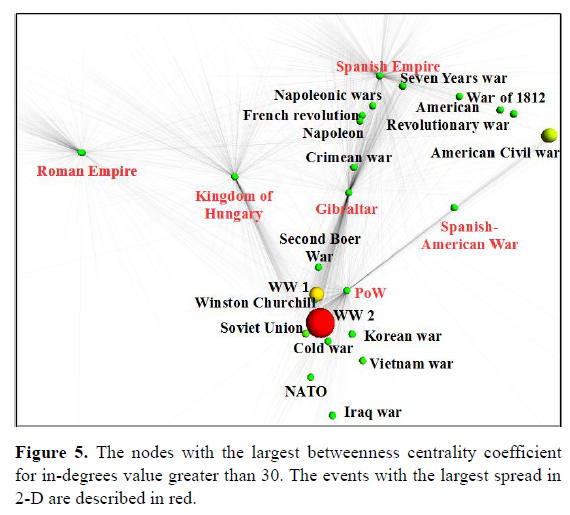 Spanish Empire
Seven Years war
Napoleonic wars
War of 1812
American
French revolution
Revolutionary war
Napoleon
American Civil war
Crimean war
Roman Empire
Kingdom of
Hungary
Gibraltar
Spanish-
American War
Second Boer
War
WW 1
PoW
Winston Churchill
WW 2
Soviet Union
Korean war
Cold war
Vietnam war
NATO
Iraq war
Figure 5. The nodes with the largest betweenness centrality coefficient
for in-degrees value greater than 30. The events with the largest spread in
2-D are described in red.